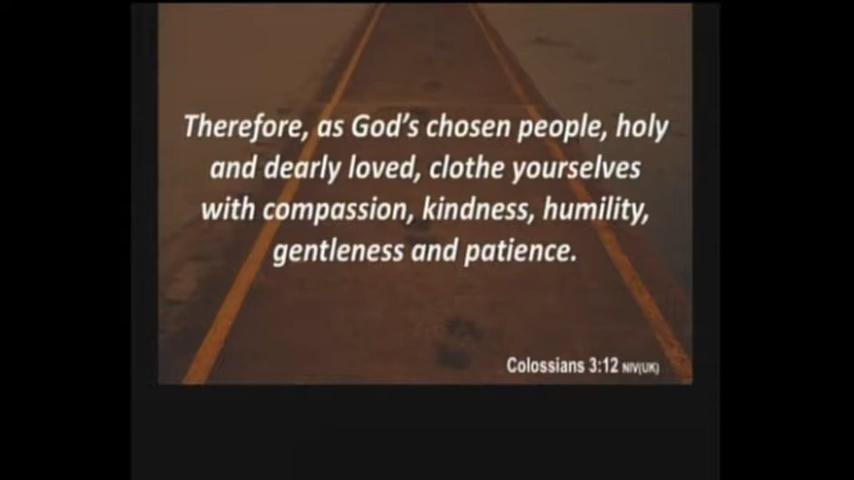 Therefore, as God's chosen people, holy
and dearly loved, clothe yourselves
with compassion, kindness, humility,
gentleness and patience.
Colossians 3:12 NIV(UK)